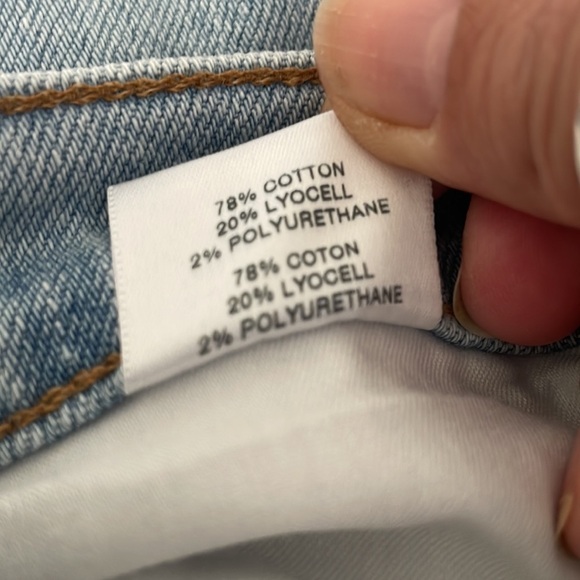 78% COTTON
20% LYOCELL
2% POLYURETHANE
78% COTON
20% LYOCELL
2% POLYURETHANE